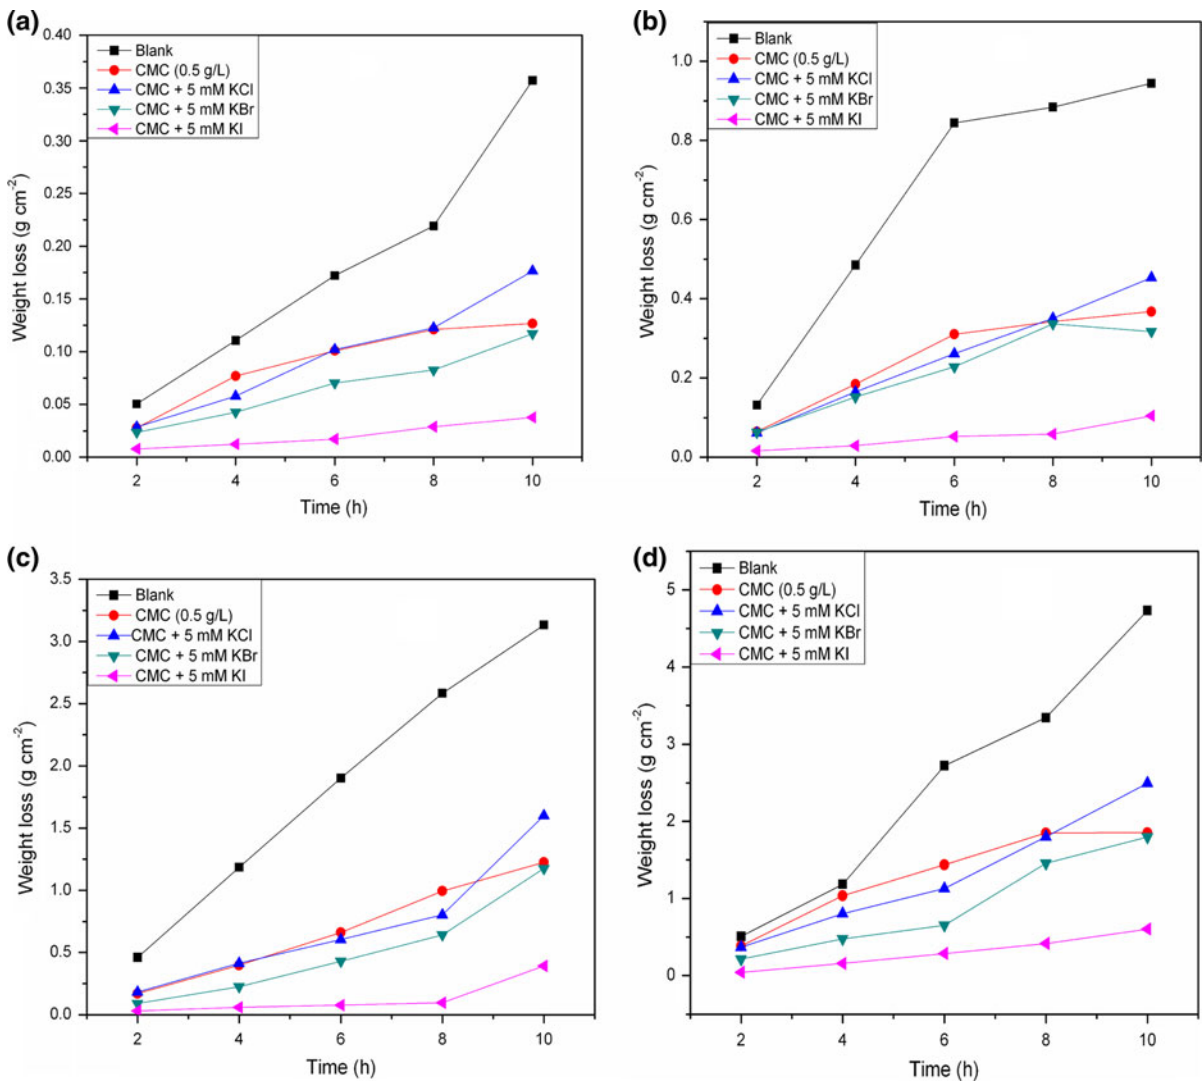 (a)
0.40
0.35
0.30
0.25
0.20
0.15
0.10
0.05
0.00
Weight loss (g cm-2)
Blank
CMC (0.5 g/L)
CMC + 5 mM KCl
CMC + 5 mM KBr
CMC + 5 mM KI
2 4 6 8 10
Time (h)
(b)
1.0
0.8
0.6
0.4
0.2
0.0
Weight loss (g cm-2)
Blank
CMC (0.5 g/L)
CMC + 5 mM KCl
CMC + 5 mM KBr
CMC + 5 mM KI
2 4 6 8 10
Time (h)
(c)
3.5
3.0
2.5
2.0
1.5
1.0
0.5
0.0
Weight loss (g cm-2)
Blank
CMC (0.5 g/L)
CMC + 5 mM KCl
CMC + 5 mM KBr
CMC + 5 mM KI
2 4 6 8 10
Time (h)
(d)
5
4
3
2
1
0
Weight loss (g cm-2)
Blank
CMC (0.5 g/L)
CMC + 5 mM KCl
CMC + 5 mM KBr
CMC + 5 mM KI
2 4 6 8 10
Time (h)